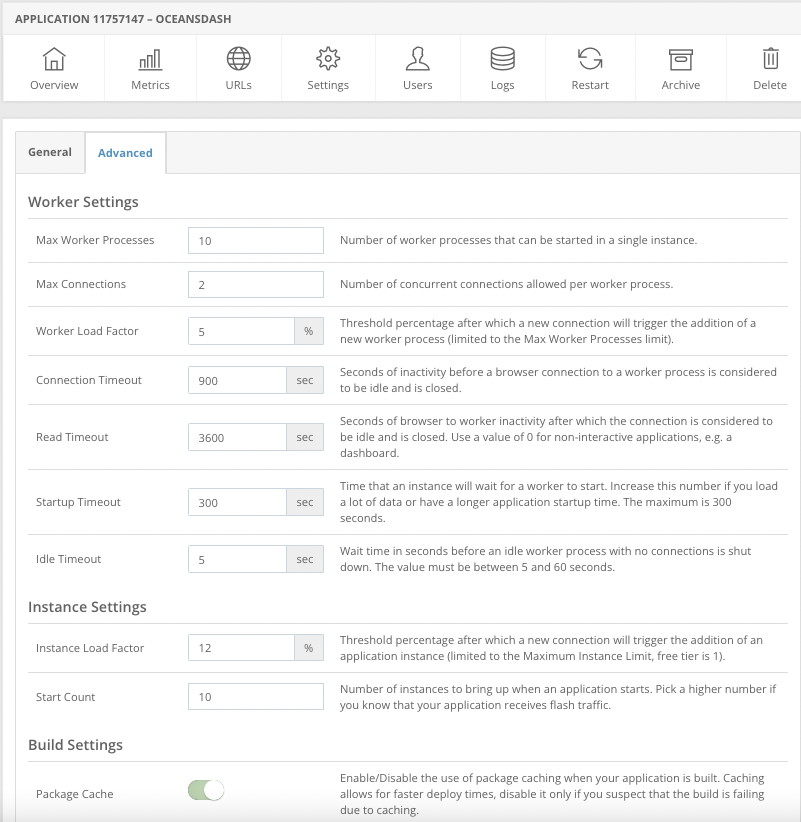 APPLICATION 11757147 – OCEANSDASH
Overview
Metrics
URLs
Settings
Users
Logs
Restart
Archive
Delete
General
Advanced
Worker Settings
Max Worker Processes
10
Number of worker processes that can be started in a single instance.
Max Connections
2
Number of concurrent connections allowed per worker process.
Worker Load Factor
5
%
Threshold percentage after which a new connection will trigger the addition of a
new worker process (limited to the Max Worker Processes limit).
Connection Timeout
900
sec
Seconds of inactivity before a browser connection to a worker process is considered
to be idle and is closed.
Read Timeout
3600
sec
Seconds of browser to worker inactivity after which the connection is considered to
be idle and is closed. Use a value of 0 for non-interactive applications, e.g. a
dashboard.
Startup Timeout
300
sec
Time that an instance will wait for a worker to start. Increase this number if you load
a lot of data or have a longer application startup time. The maximum is 300
seconds.
Idle Timeout
5
sec
Wait time in seconds before an idle worker process with no connections is shut
down. The value must be between 5 and 60 seconds.
Instance Settings
Instance Load Factor
12
%
Threshold percentage after which a new connection will trigger the addition of an
application instance (limited to the Maximum Instance Limit, free tier is 1).
Start Count
10
Number of instances to bring up when an application starts. Pick a higher number if
you know that your application receives flash traffic.
Build Settings
Package Cache
Enable/Disable the use of package caching when your application is built. Caching
allows for faster deploy times, disable it only if you suspect that the build is failing
due to caching.